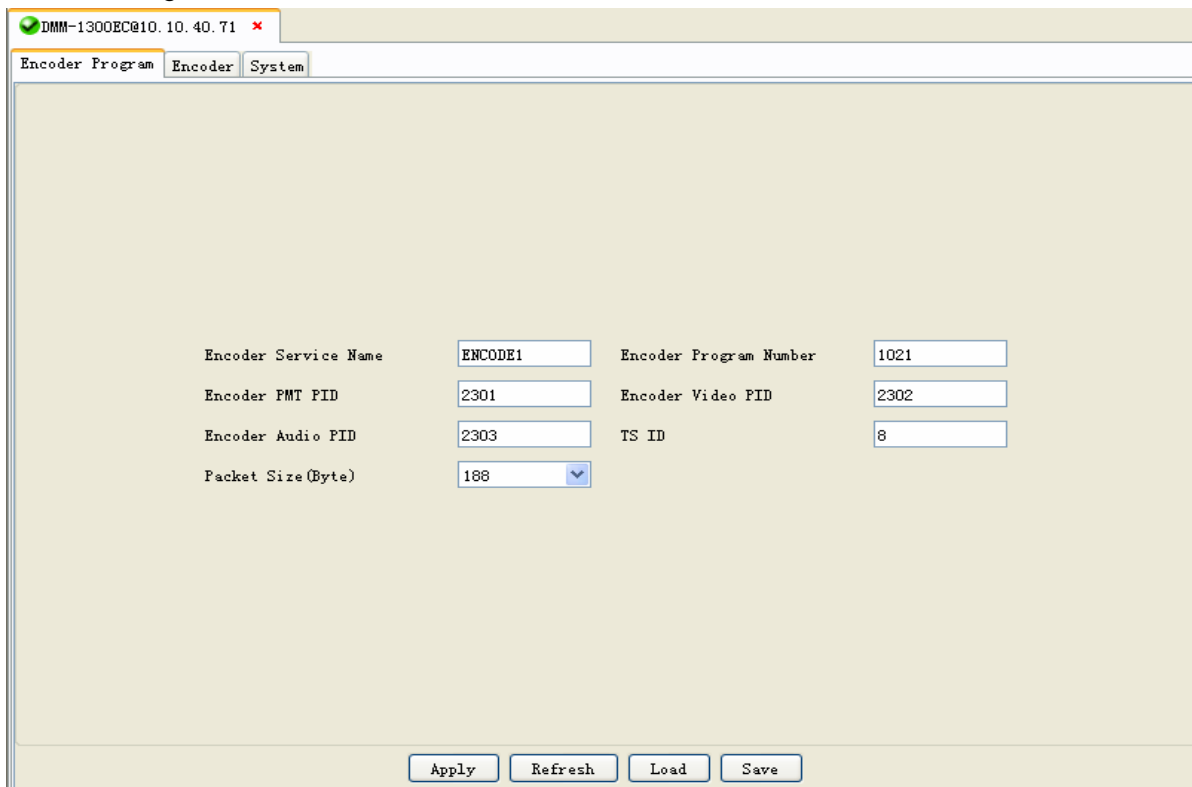 DMM-1300EC@10.10.40.71
Encoder Program Encoder System
Encoder Service Name ENCODE1 Encoder Program Number 1021
Encoder PMT PID 2301 Encoder Video PID 2302
Encoder Audio PID 2303 TS ID 8
Packet Size(Byte) 188
Apply Refresh Load Save